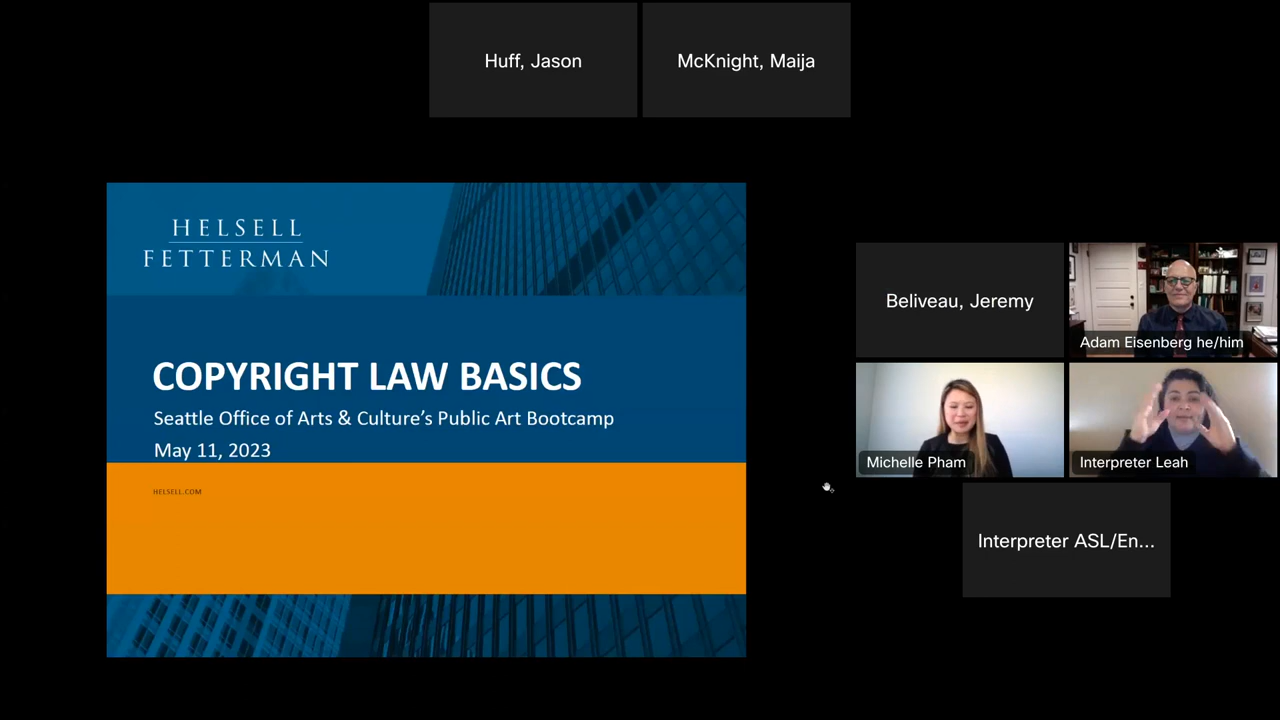 Huff, Jason
McKnight, Maija
HELSELL
FETTERMAN
COPYRIGHT LAW BASICS
Seattle Office of Arts & Culture's Public Art Bootcamp
May 11, 2023
HELSELL.COM
Beliveau, Jeremy
Adam Eisenberg he/him
Michelle Pham
Interpreter Leah
Interpreter ASL/En...